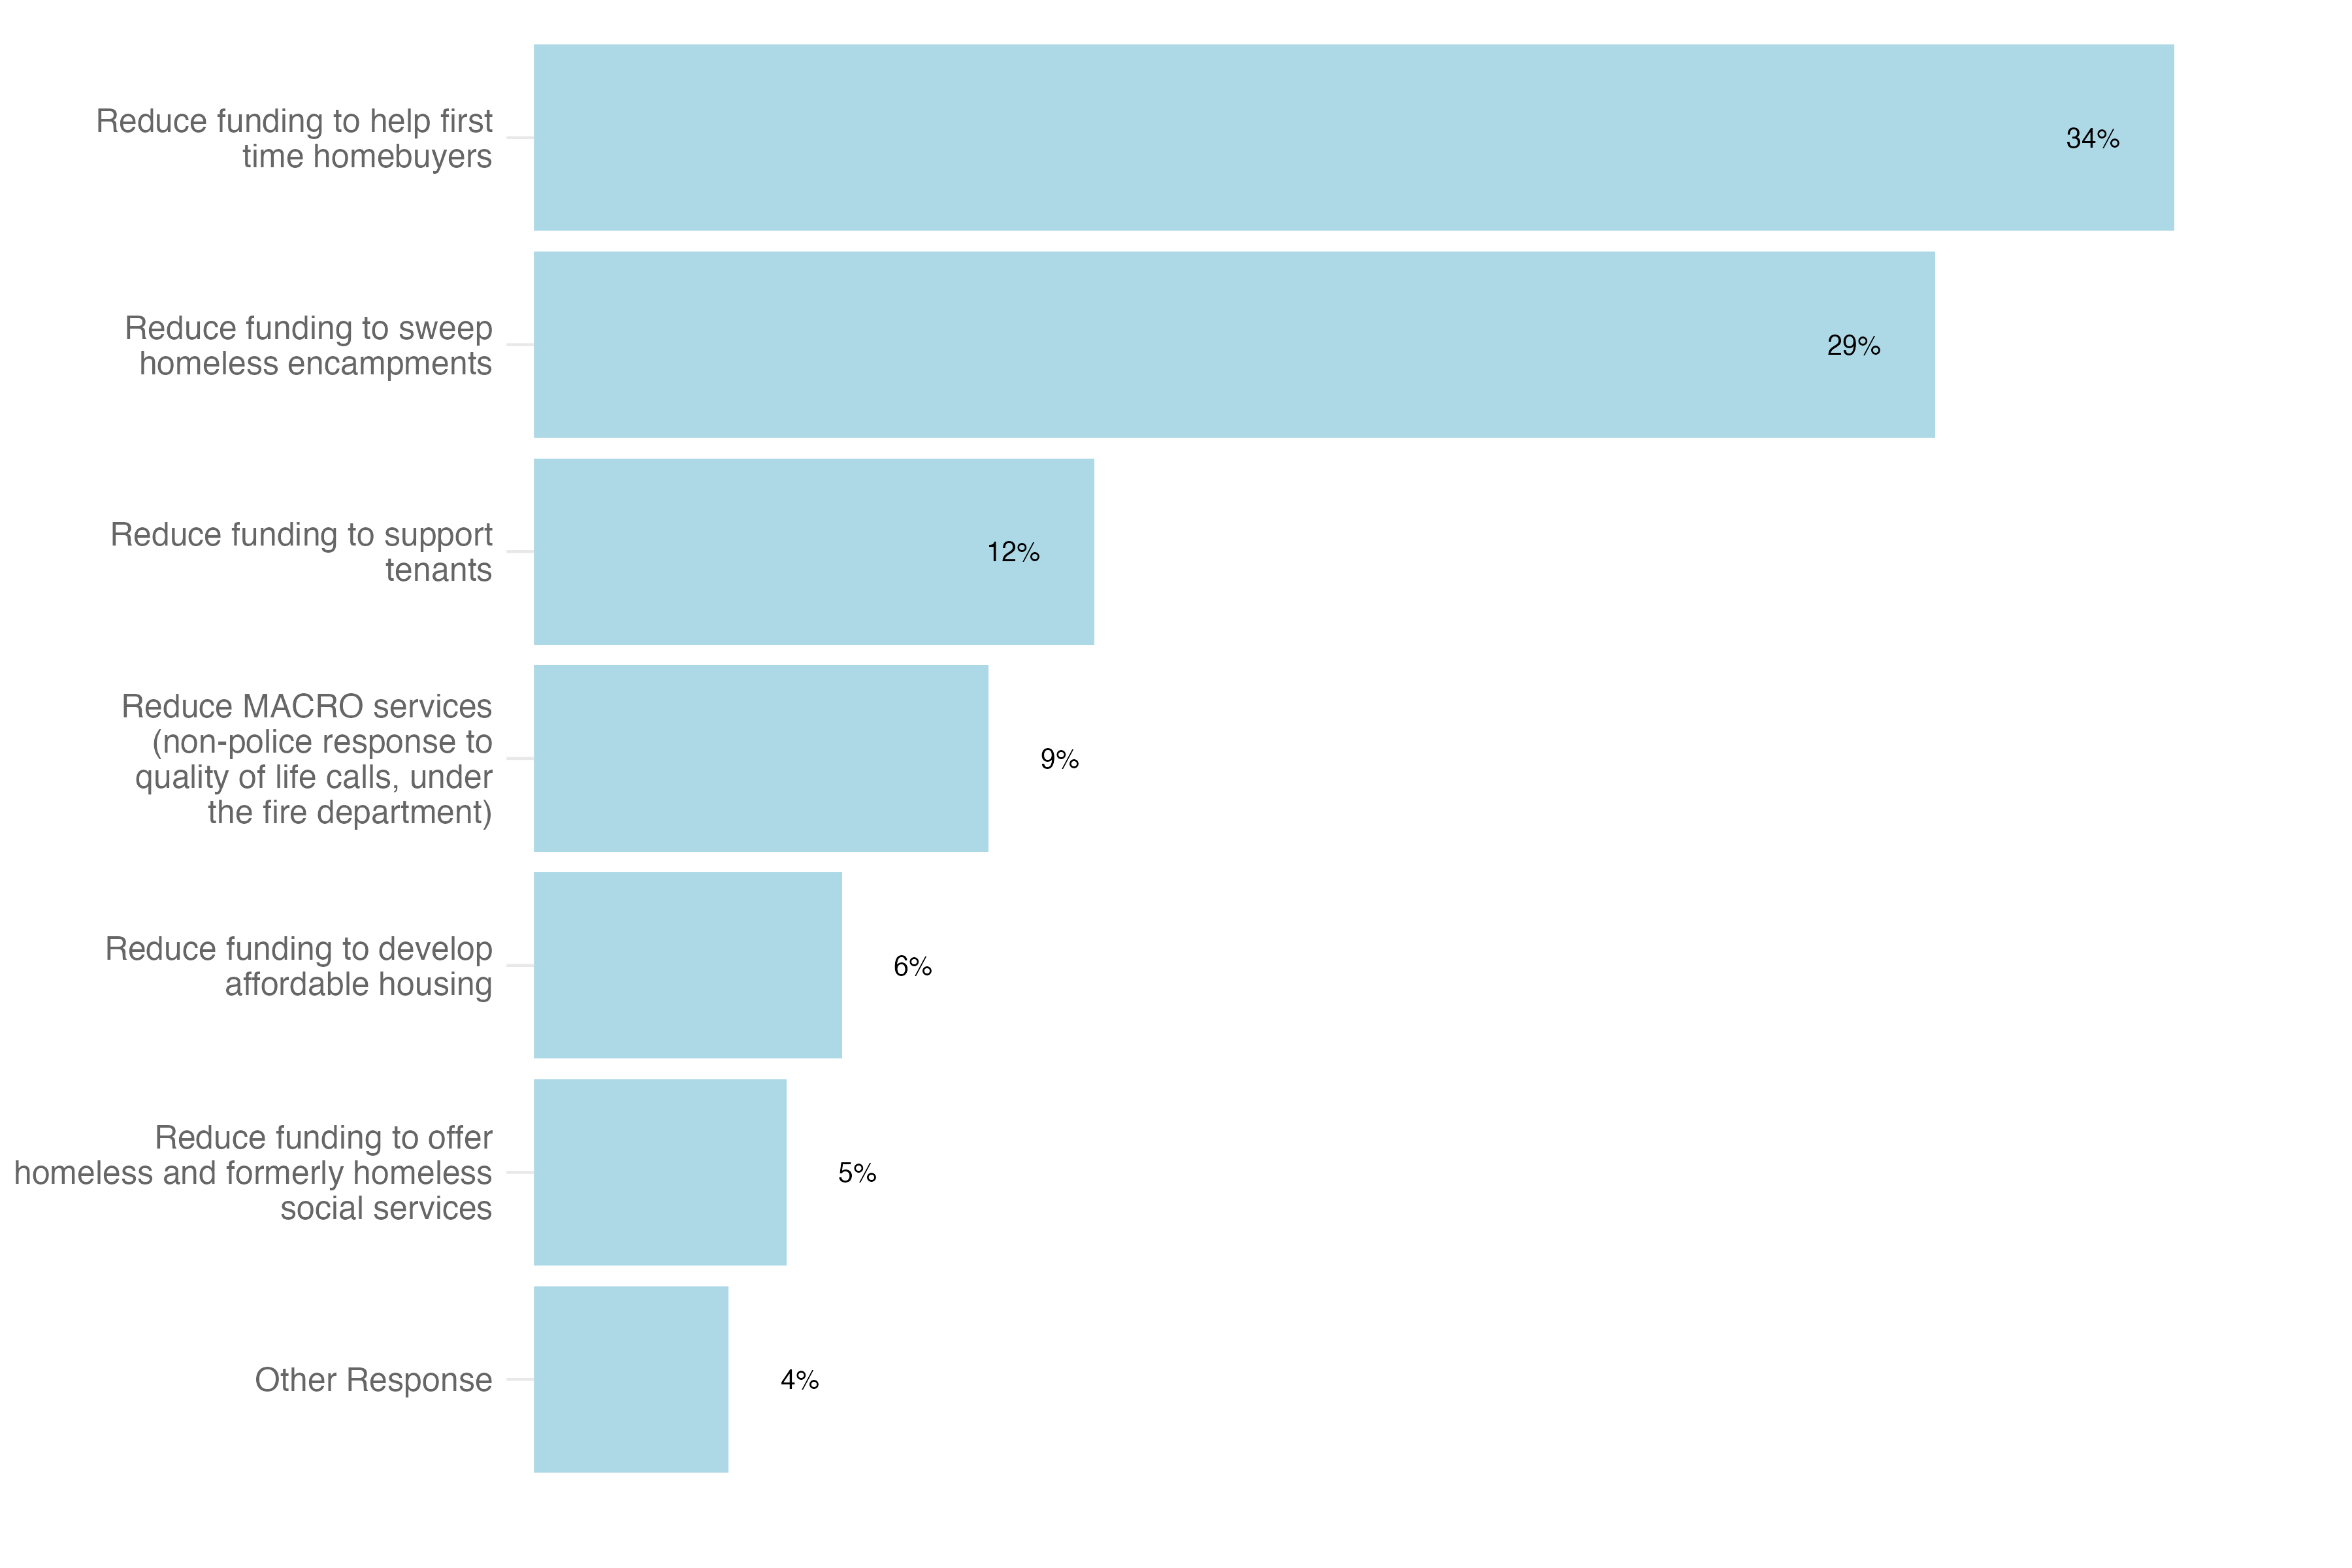 Reduce funding to help first
time homebuyers
34%
Reduce funding to sweep
homeless encampments
29%
Reduce funding to support
tenants
12%
Reduce MACRO services
(non-police response to
quality of life calls, under
the fire department)
9%
Reduce funding to develop
affordable housing
6%
Reduce funding to offer
homeless and formerly homeless
social services
5%
Other Response
4%